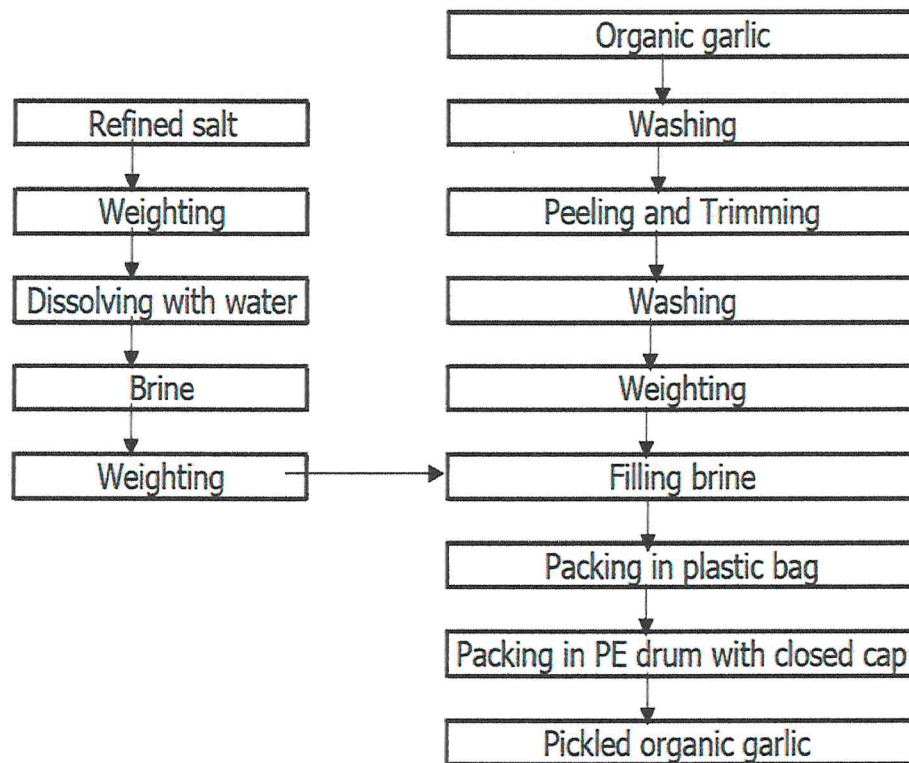 Organic garlic
Refined salt
Washing
Weighting
Peeling and Trimming
Dissolving with water
Washing
Brine
Weighting
Weighting
Filling brine
Packing in plastic bag
Packing in PE drum with closed cap
Pickled organic garlic